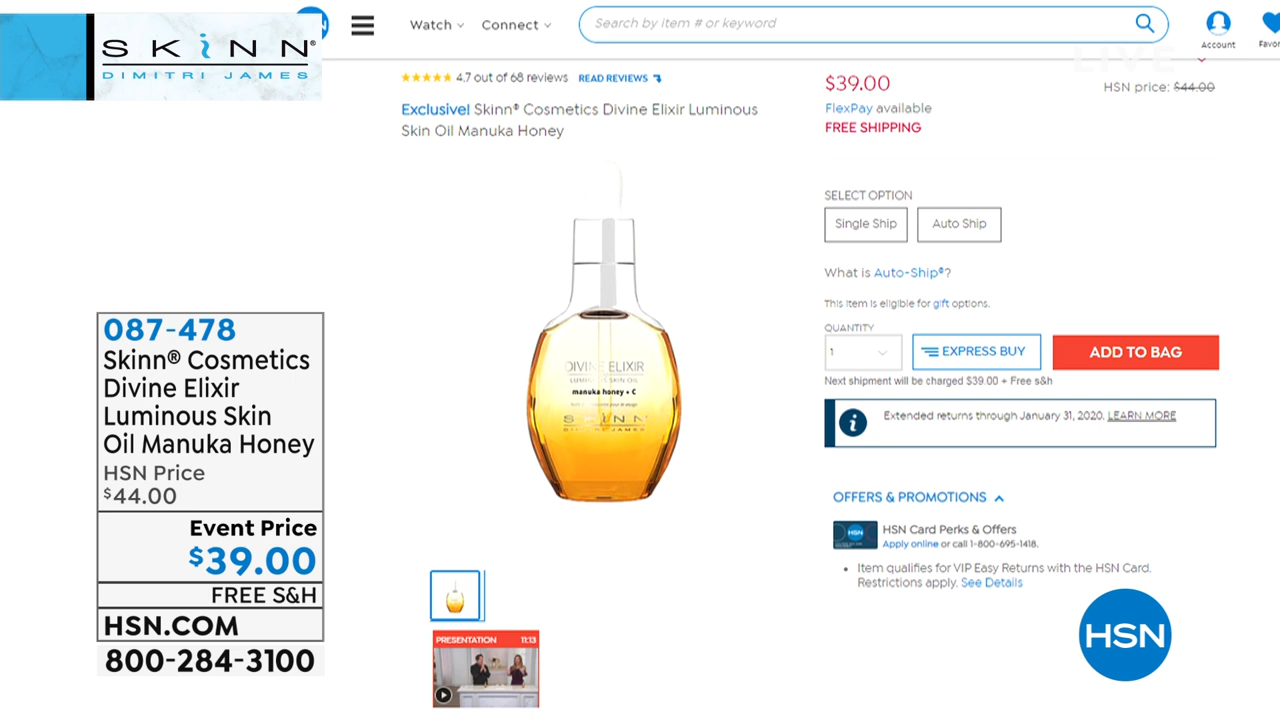 SKiNN®
DIMITRI JAMES
Watch
Connect
Search by item # or keyword
Account
LIVE
4.7 out of 68 reviews READ REVIEWS
Exclusive! Skinn® Cosmetics Divine Elixir Luminous
Skin Oil Manuka Honey
$39.00
HSN price: $44.00
FlexPay available
FREE SHIPPING
SELECT OPTION
Single Ship
Auto Ship
What is Auto-Ship®?
This item is eligible for gift options.
QUANTITY
1
EXPRESS BUY
ADD TO BAG
Next shipment will be charged $39.00 + Free s&h
Extended returns through January 31, 2020. LEARN MORE
OFFERS & PROMOTIONS
HSN
HSN Card Perks & Offers
Apply online or call 1-800-695-1418.
• Item qualifies for VIP Easy Returns with the HSN Card.
Restrictions apply. See Details
DIVINE ELIXIR
LUMINOUS SKIN OIL
manuka honey + C
SKiNN
DIMITRI JAMES
PRESENTATION 11:13
087-478
Skinn® Cosmetics
Divine Elixir
Luminous Skin
Oil Manuka Honey
HSN Price
$44.00
Event Price
$39.00
FREE S&H
HSN.COM
800-284-3100
HSN